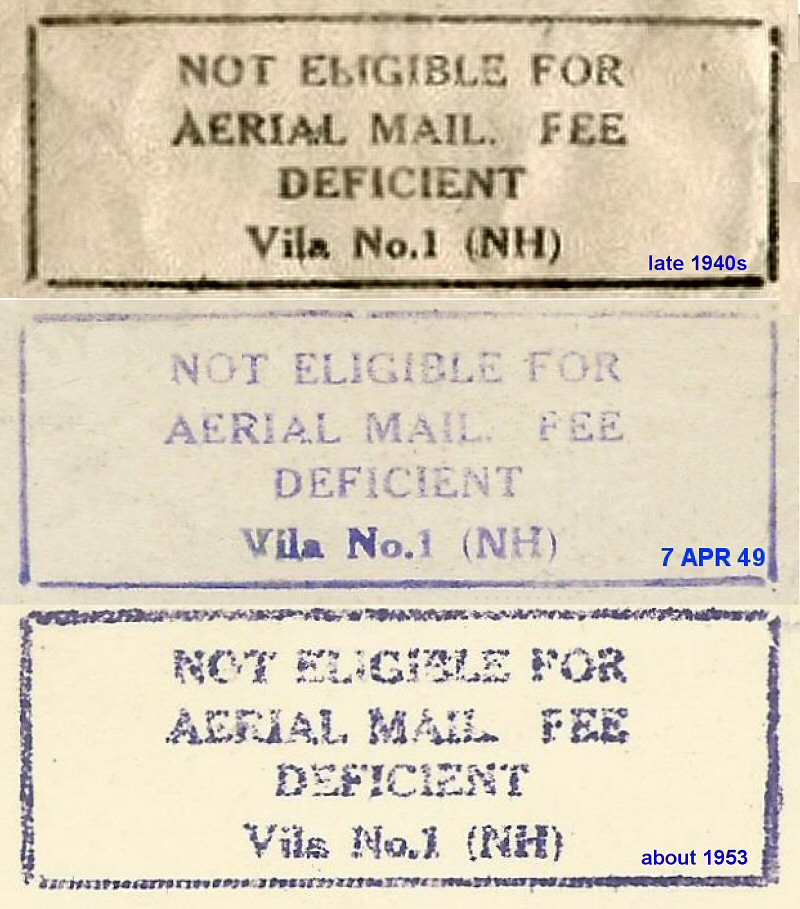 NOT ELIGIBLE FOR
AERIAL MAIL. FEE
DEFICIENT
Vila No.1 (NH)
late 1940s
NOT ELIGIBLE FOR
AERIAL MAIL. FEE
DEFICIENT
Vila No.1 (NH)
7 APR 49
NOT ELIGIBLE FOR
AERIAL MAIL. FEE
DEFICIENT
Vila No.1 (NH)
about 1953